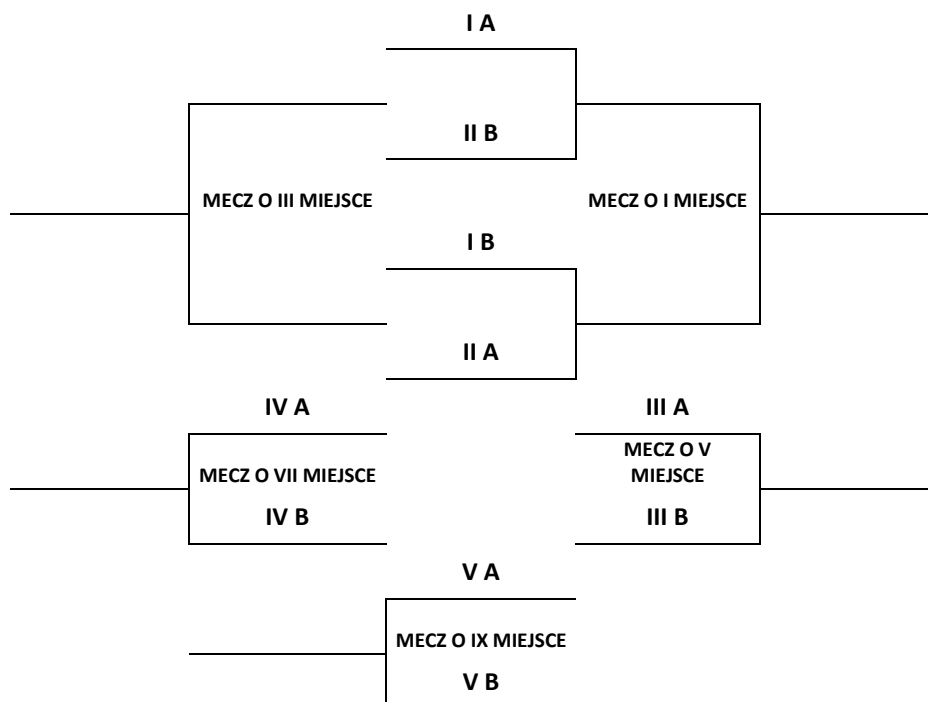 I A
II B
MECZ O III MIEJSCE
MECZ O I MIEJSCE
I B
II A
IV A
III A
MECZ O VII MIEJSCE
MECZ O V
MIEJSCE
IV B
III B
V A
MECZ O IX MIEJSCE
V B